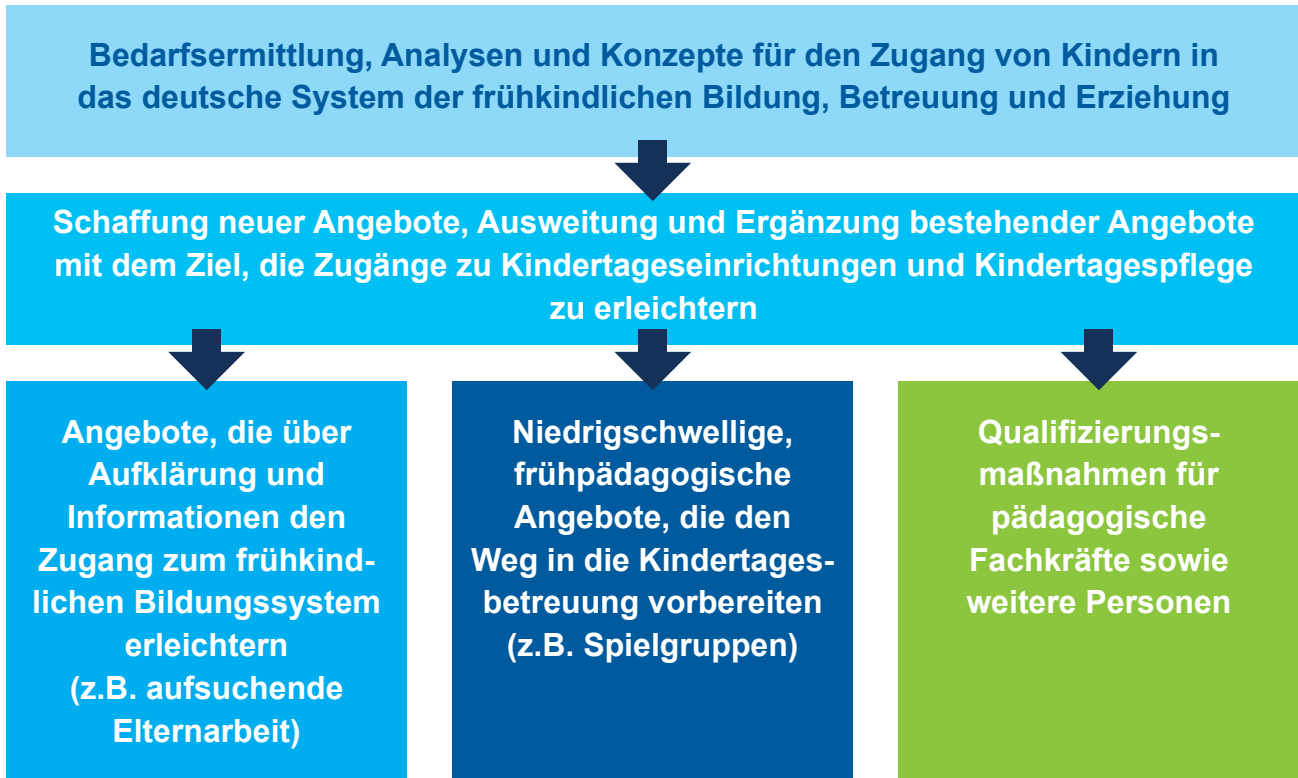 Bedarfsermittlung, Analysen und Konzepte für den Zugang von Kindern in
das deutsche System der frühkindlichen Bildung, Betreuung und Erziehung
Schaffung neuer Angebote, Ausweitung und Ergänzung bestehender Angebote
mit dem Ziel, die Zugänge zu Kindertageseinrichtungen und Kindertagespflege
zu erleichtern
Angebote, die über
Aufklärung und
Informationen den
Zugang zum frühkind-
lichen Bildungssystem
erleichtern
(z.B. aufsuchende
Elternarbeit)
Niedrigschwellige,
frühpädagogische
Angebote, die den
Weg in die Kindertages-
betreuung vorbereiten
(z.B. Spielgruppen)
Qualifizierungs-
maßnahmen für
pädagogische
Fachkräfte sowie
weitere Personen